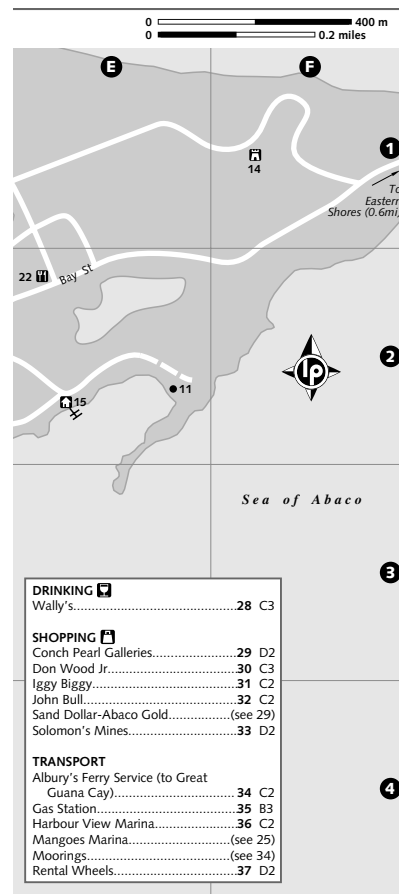 0 400 m
0 0.2 miles
E F
1
14
To
Eastern
Shores (0.6mi)
22
Bay St
2
lp
11
15
Sea of Abaco
3
DRINKING
Wally's.............................................28 C3
SHOPPING
Conch Pearl Galleries.....................29 D2
Don Wood Jr...................................30 C3
Iggy Biggy........................................31 C2
John Bull...........................................32 C2
Sand Dollar-Abaco Gold................(see 29)
Solomon's Mines.............................33 D2
TRANSPORT
Albury's Ferry Service (to Great
Guana Cay)...................................34 C2
Gas Station.......................................35 B3
Harbour View Marina......................36 C2
Mangoes Marina..........................(see 25)
Moorings.....................................(see 34)
Rental Wheels..................................37 D2
4